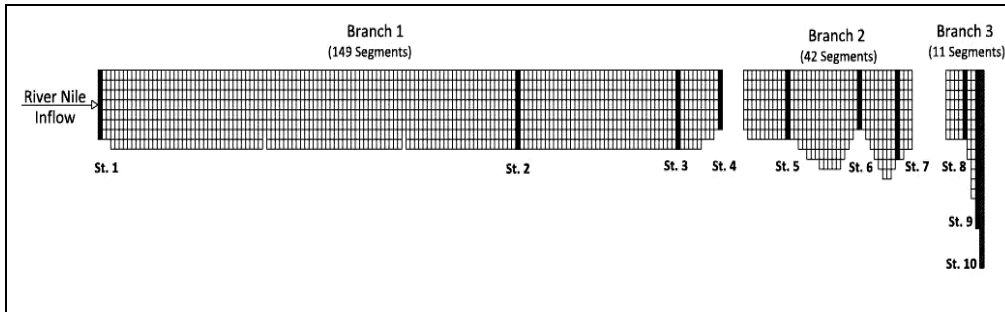 Branch 1
(149 Segments)
Branch 2
(42 Segments)
Branch 3
(11 Segments)
River Nile
Inflow
St. 1
St. 2
St. 3
St. 4
St. 5
St. 6
St. 7
St. 8
St. 9
St. 10